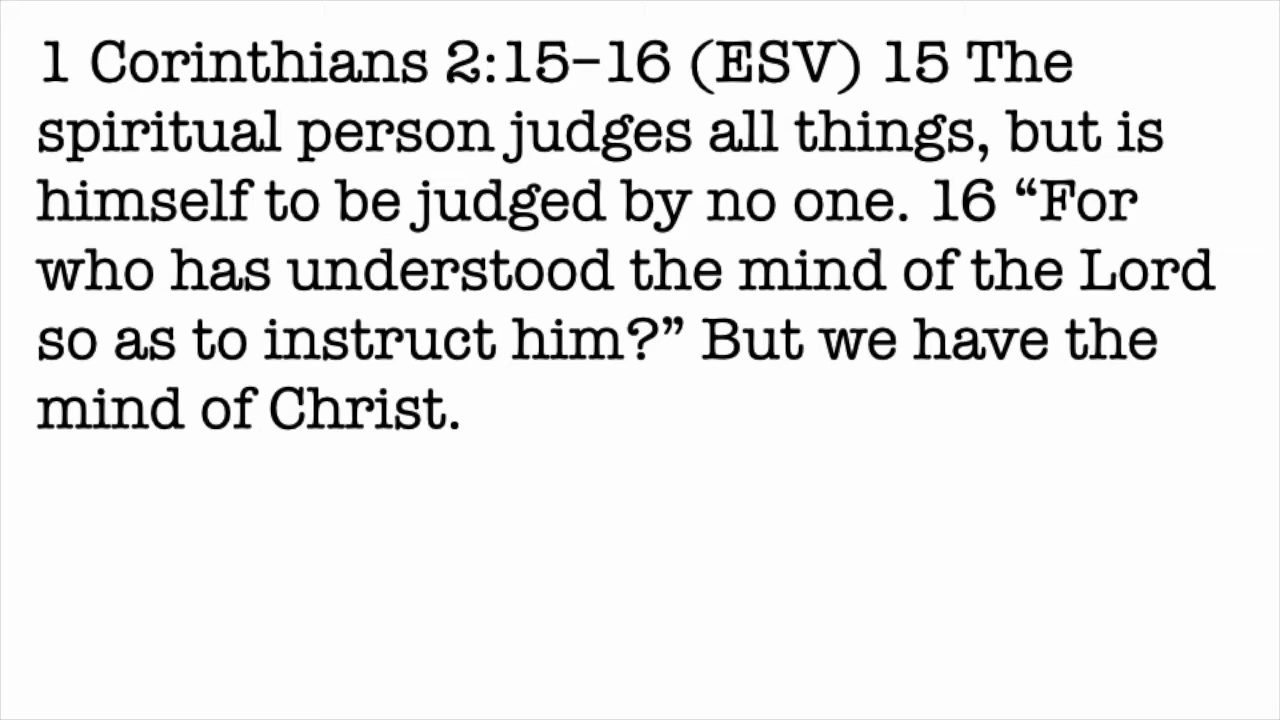 1 Corinthians 2:15–16 (ESV) 15 The
spiritual person judges all things, but is
himself to be judged by no one. 16 “For
who has understood the mind of the Lord
so as to instruct him?” But we have the
mind of Christ.